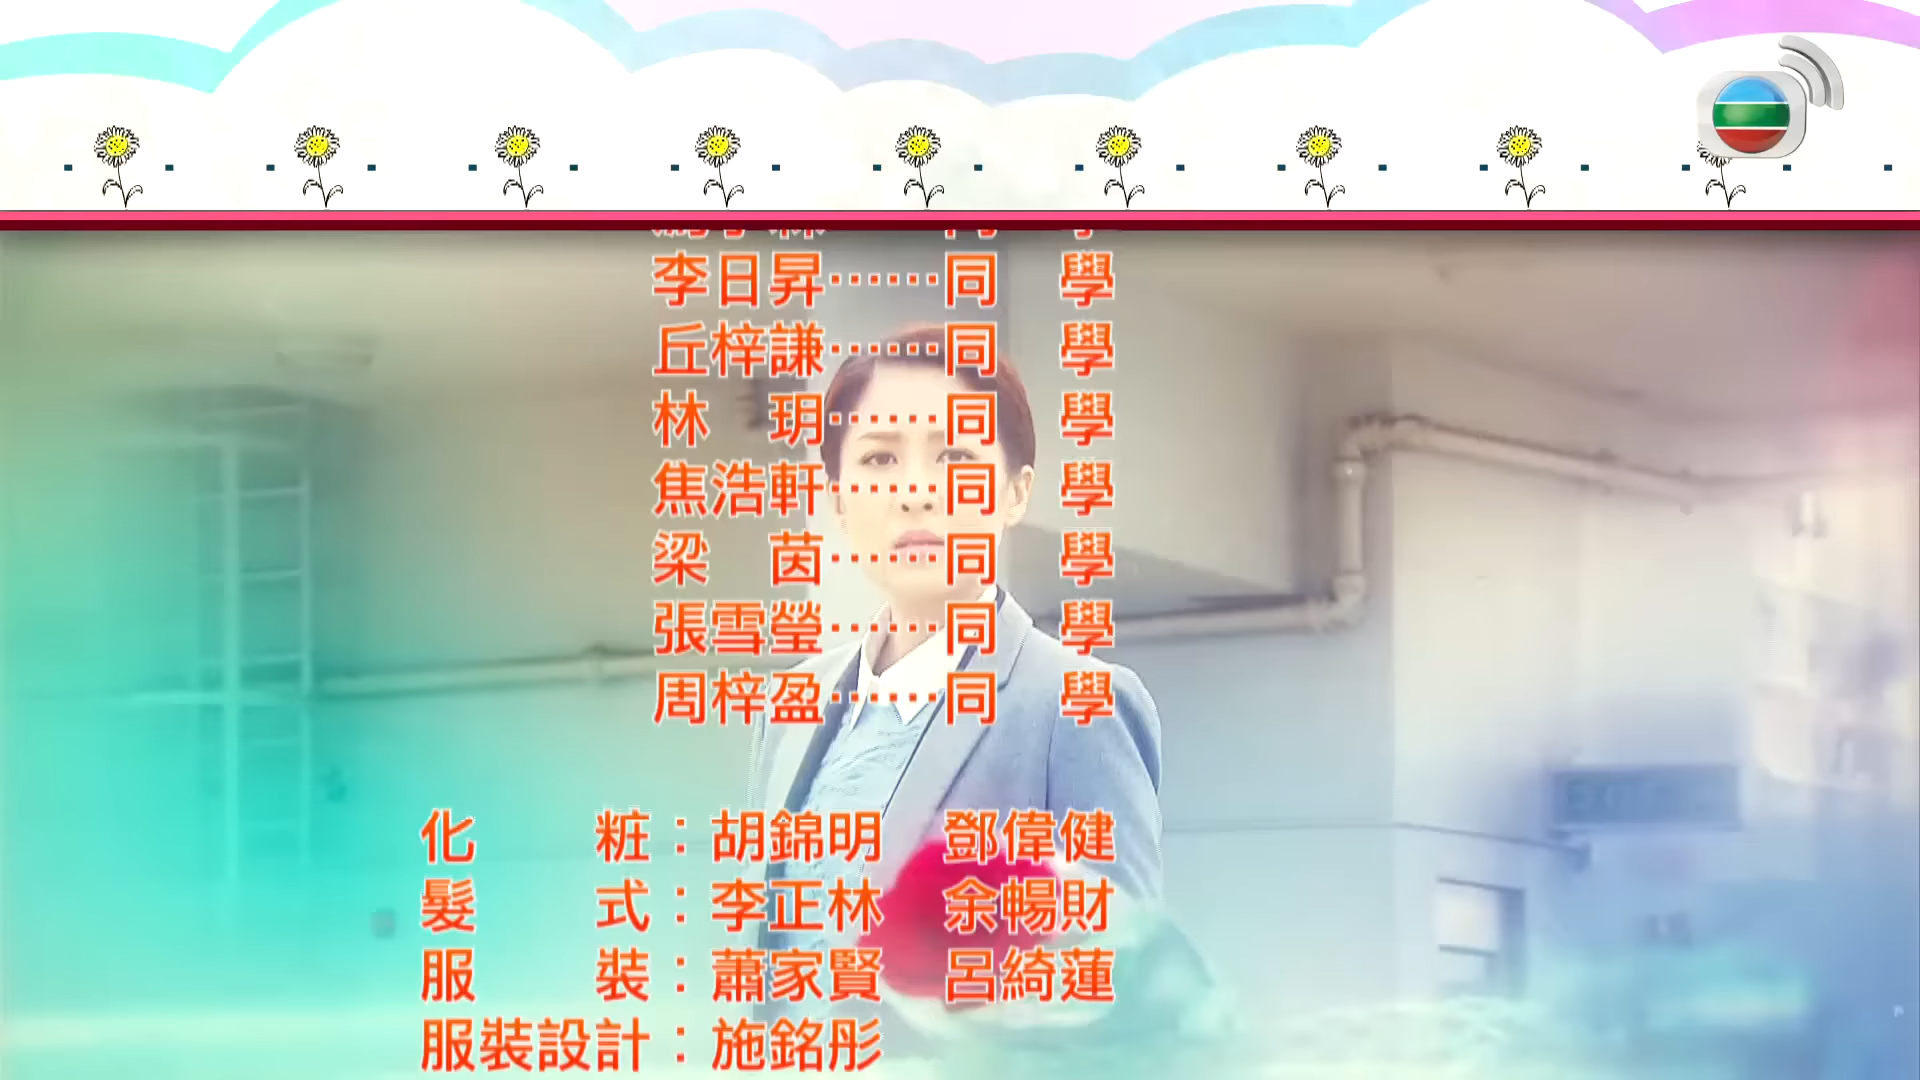 李日昇⋯⋯同　學
丘梓謙⋯⋯同　學
林　玥⋯⋯同　學
焦浩軒⋯⋯同　學
梁　茵⋯⋯同　學
張雪瑩⋯⋯同　學
周梓盈⋯⋯同　學
化　　粧：胡錦明　鄧偉健
髮　　式：李正林　余暢財
服　　裝：蕭家賢　呂綺蓮
服裝設計：施銘彤